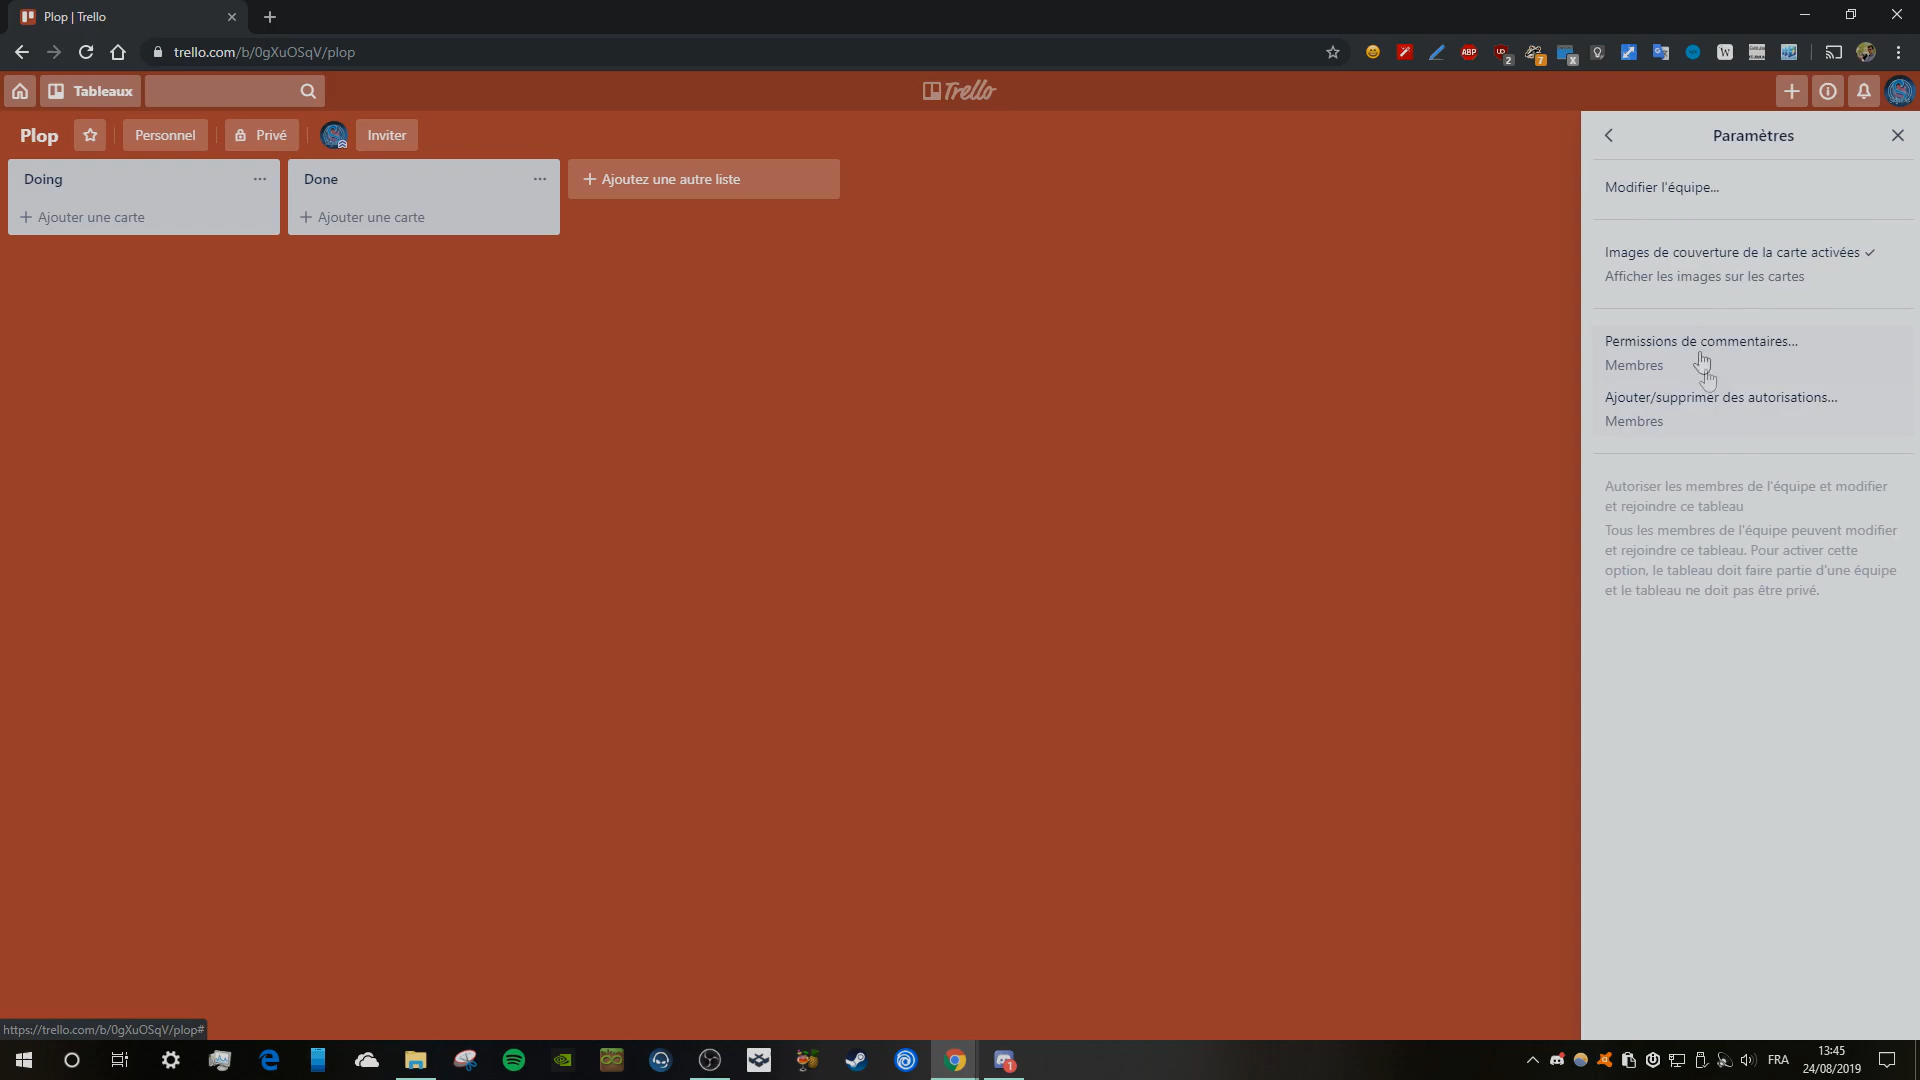 Plop | Trello
trello.com/b/0gXuOSqV/plop
ABP
2
7
X
W
Tableaux
Trello
Plop
Personnel
Privé
Inviter
Paramètres
Doing
Done
Ajoutez une autre liste
Ajouter une carte
Ajouter une carte
Modifier l'équipe...
Images de couverture de la carte activées
Afficher les images sur les cartes
Permissions de commentaires...
Membres
Ajouter/supprimer des autorisations...
Membres
Autoriser les membres de l'équipe et modifier
et rejoindre ce tableau
Tous les membres de l'équipe peuvent modifier
et rejoindre ce tableau. Pour activer cette
option, le tableau doit faire partie d'une équipe
et le tableau ne doit pas être privé.
https://trello.com/b/0gXuOSqV/plop#
1
FRA
13:45
24/08/2019